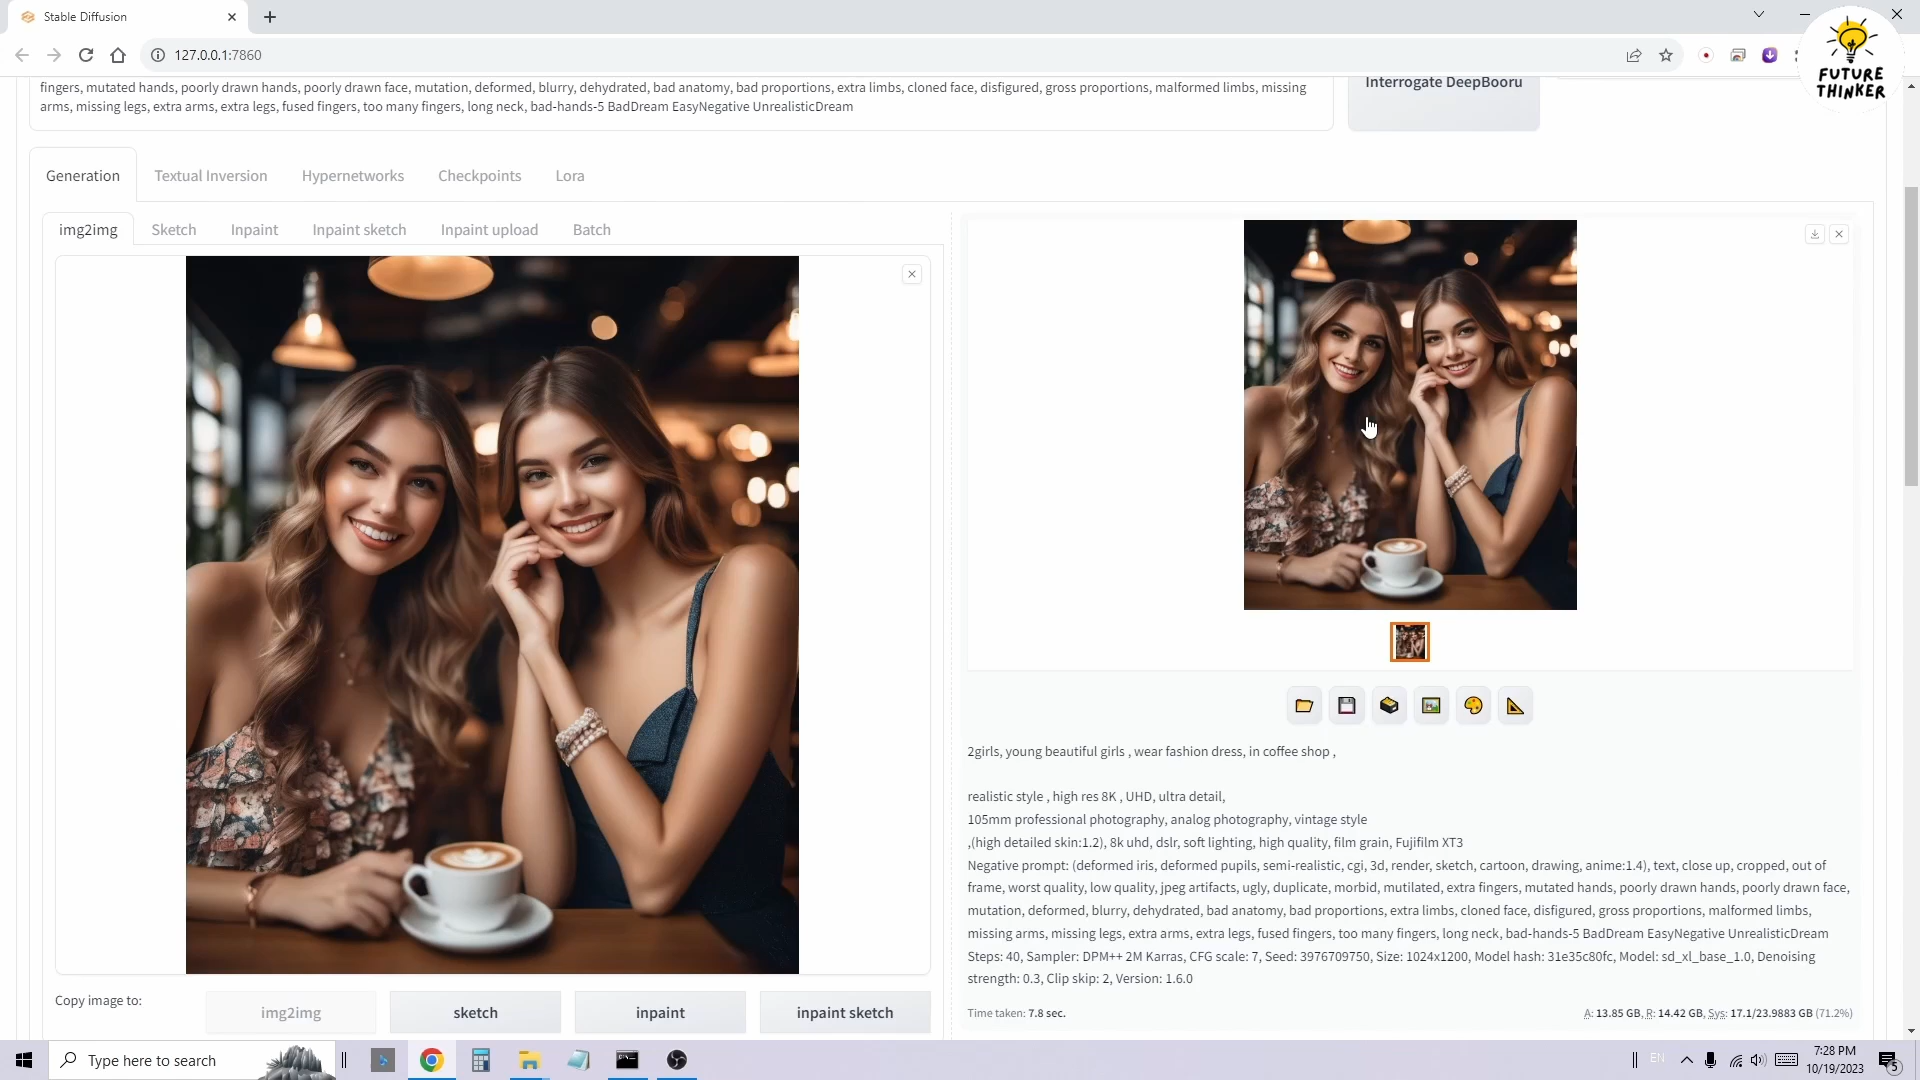 Stable Diffusion
127.0.0.1:7860
FUTURE
THINKER
fingers, mutated hands, poorly drawn hands, poorly drawn face, mutation, deformed, blurry, dehydrated, bad anatomy, bad proportions, extra limbs, cloned face, disfigured, gross proportions, malformed limbs, missing
arms, missing legs, extra arms, extra legs, fused fingers, too many fingers, long neck, bad-hands-5 BadDream EasyNegative UnrealisticDream
Interrogate DeepBooru
Generation Textual Inversion Hypernetworks Checkpoints Lora
img2img Sketch Inpaint Inpaint sketch Inpaint upload Batch
Copy image to:
img2img sketch inpaint inpaint sketch
2girls, young beautiful girls , wear fashion dress, in coffee shop ,
realistic style , high res 8K , UHD, ultra detail,
105mm professional photography, analog photography, vintage style
,(high detailed skin:1.2), 8k uhd, dslr, soft lighting, high quality, film grain, Fujifilm XT3
Negative prompt: (deformed iris, deformed pupils, semi-realistic, cgi, 3d, render, sketch, cartoon, drawing, anime:1.4), text, close up, cropped, out of
frame, worst quality, low quality, jpeg artifacts, ugly, duplicate, morbid, mutilated, extra fingers, mutated hands, poorly drawn hands, poorly drawn face,
mutation, deformed, blurry, dehydrated, bad anatomy, bad proportions, extra limbs, cloned face, disfigured, gross proportions, malformed limbs,
missing arms, missing legs, extra arms, extra legs, fused fingers, too many fingers, long neck, bad-hands-5 BadDream EasyNegative UnrealisticDream
Steps: 40, Sampler: DPM++ 2M Karras, CFG scale: 7, Seed: 3976709750, Size: 1024x1200, Model hash: 31e35c80fc, Model: sd_xl_base_1.0, Denoising
strength: 0.3, Clip skip: 2, Version: 1.6.0
Time taken: 7.8 sec.
A: 13.85 GB, R: 14.42 GB, Sys: 17.1/23.9883 GB (71.2%)
Type here to search
EN
7:28 PM
10/19/2023
5